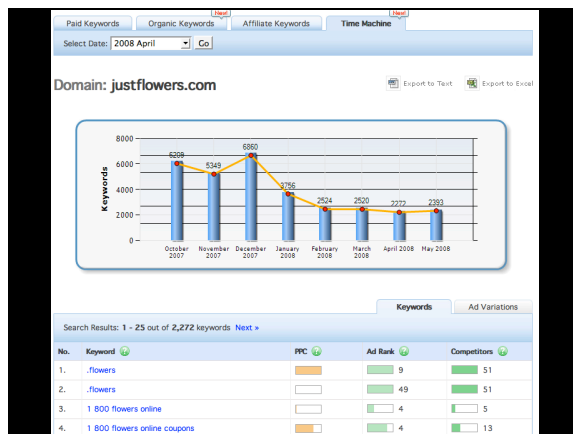 New! New!
Paid Keywords Organic Keywords Affiliate Keywords Time Machine
Select Date: 2008 April Go
Domain: justflowers.com Export to Text Export to Excel
8000
6000
4000
2000
0
Keywords
6209 5349 6860 3756 2524 2520 2272 2393
October 2007 November 2007 December 2007 January 2008 February 2008 March 2008 April 2008 May 2008
Keywords Ad Variations
Search Results: 1 - 25 out of 2,272 keywords Next »
No. Keyword PPC Ad Rank Competitors
1. .flowers 9 51
2. .flowers 49 51
3. 1 800 flowers online 4 5
4. 1 800 flowers online coupons 4 13